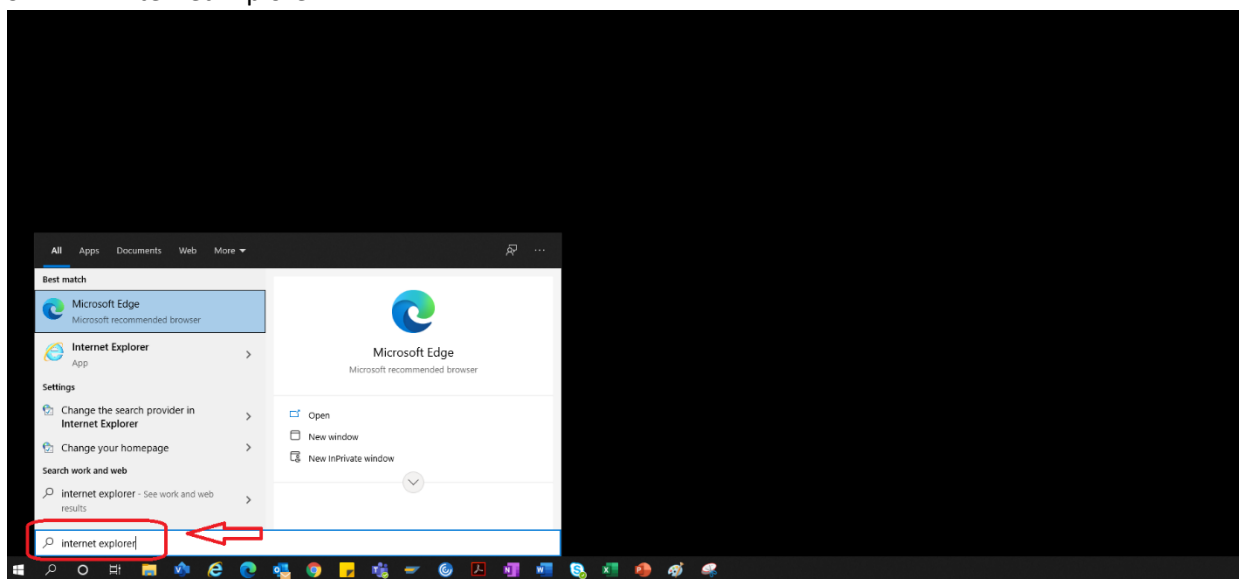 All Apps Documents Web More
Best match
Microsoft Edge
Microsoft recommended browser
Internet Explorer
App
Settings
Change the search provider in
Internet Explorer
Change your homepage
Search work and web
internet explorer - See work and web
results
internet explorer
Microsoft Edge
Microsoft recommended browser
Open
New window
New InPrivate window